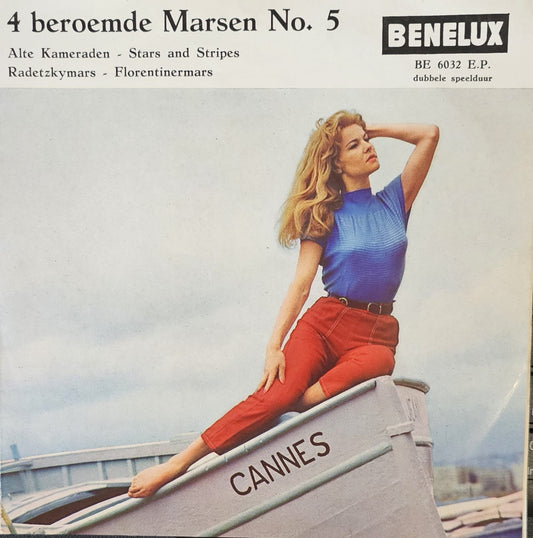 4 beroemde Marsen No. 5
Alte Kameraden - Stars and Stripes
Radetzkymars - Florentinermars
BENELUX
BE 6032 E.P.
dubbele speelduur
CANNES